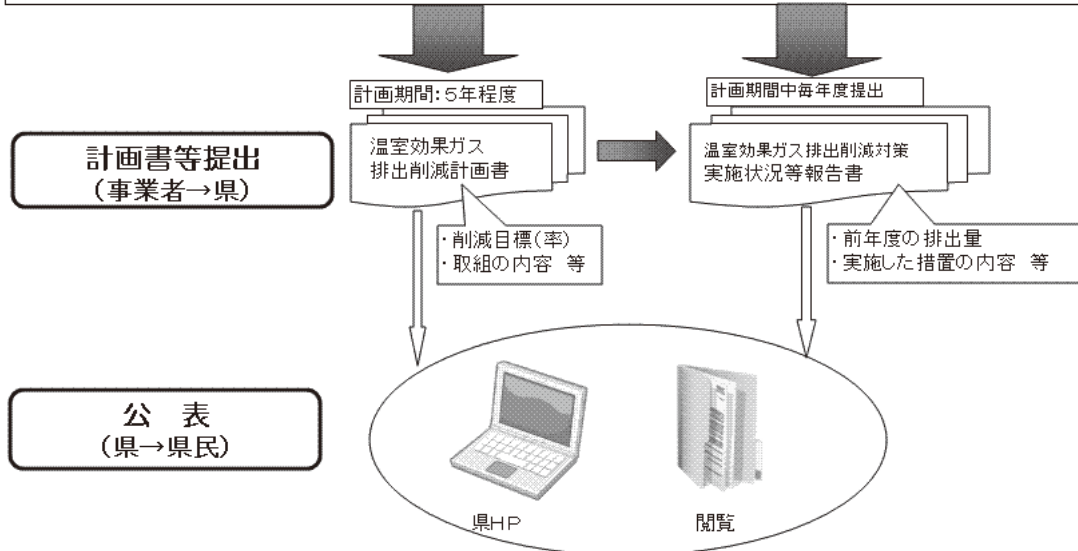 計画期間：5年程度
計画期間中毎年度提出
計画書等提出
（事業者→県）
温室効果ガス
排出削減計画書
温室効果ガス排出削減対策
実施状況等報告書
・削減目標（率）
・取組の内容　等
・前年度の排出量
・実施した措置の内容　等
公　表
（県→県民）
県ＨＰ
閲覧